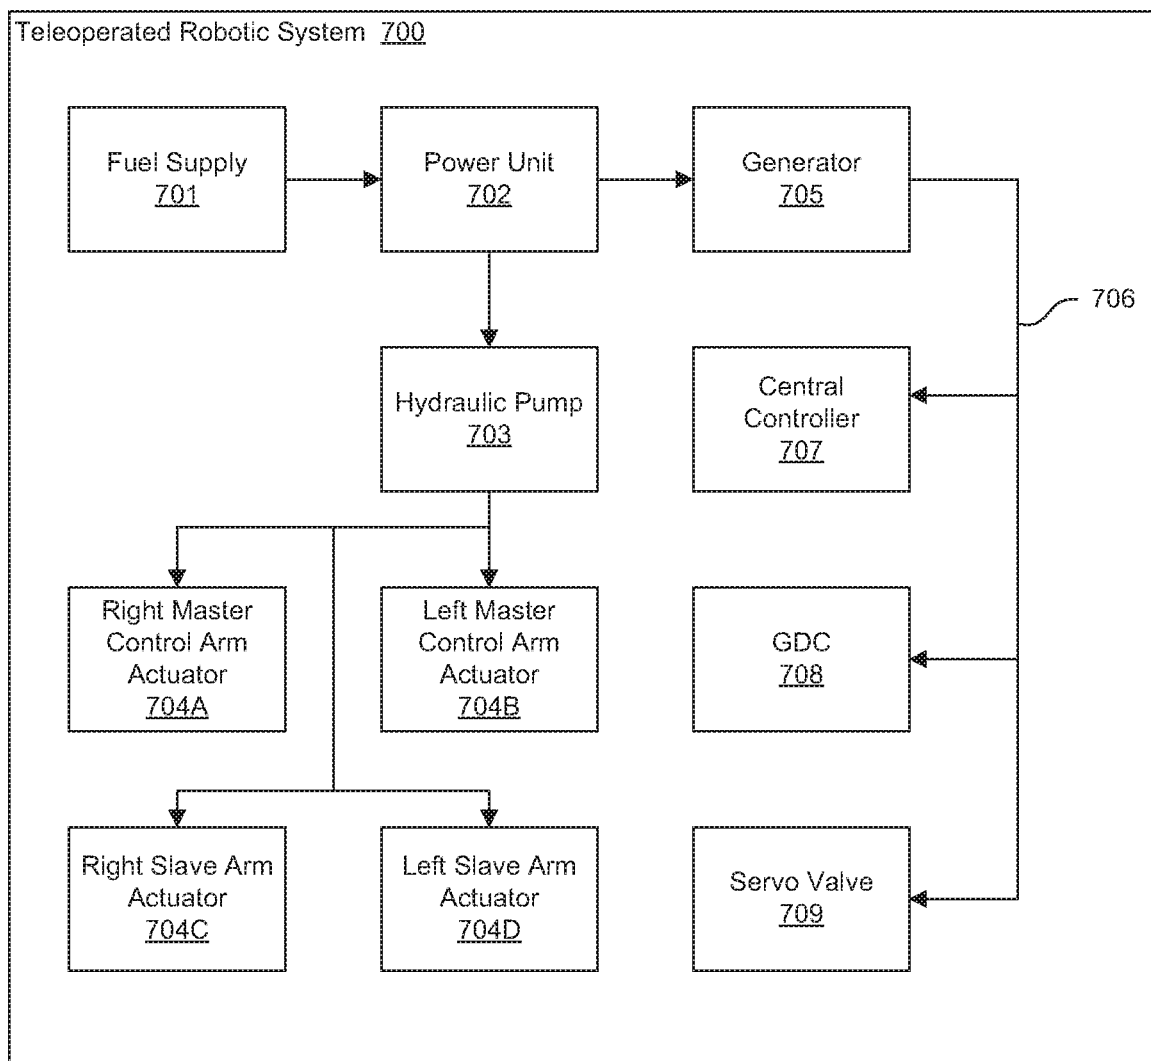 Teleoperated Robotic System 700
Fuel Supply
701
Power Unit
702
Generator
705
706
Hydraulic Pump
703
Central
Controller
707
Right Master
Control Arm
Actuator
704A
Left Master
Control Arm
Actuator
704B
GDC
708
Right Slave Arm
Actuator
704C
Left Slave Arm
Actuator
704D
Servo Valve
709